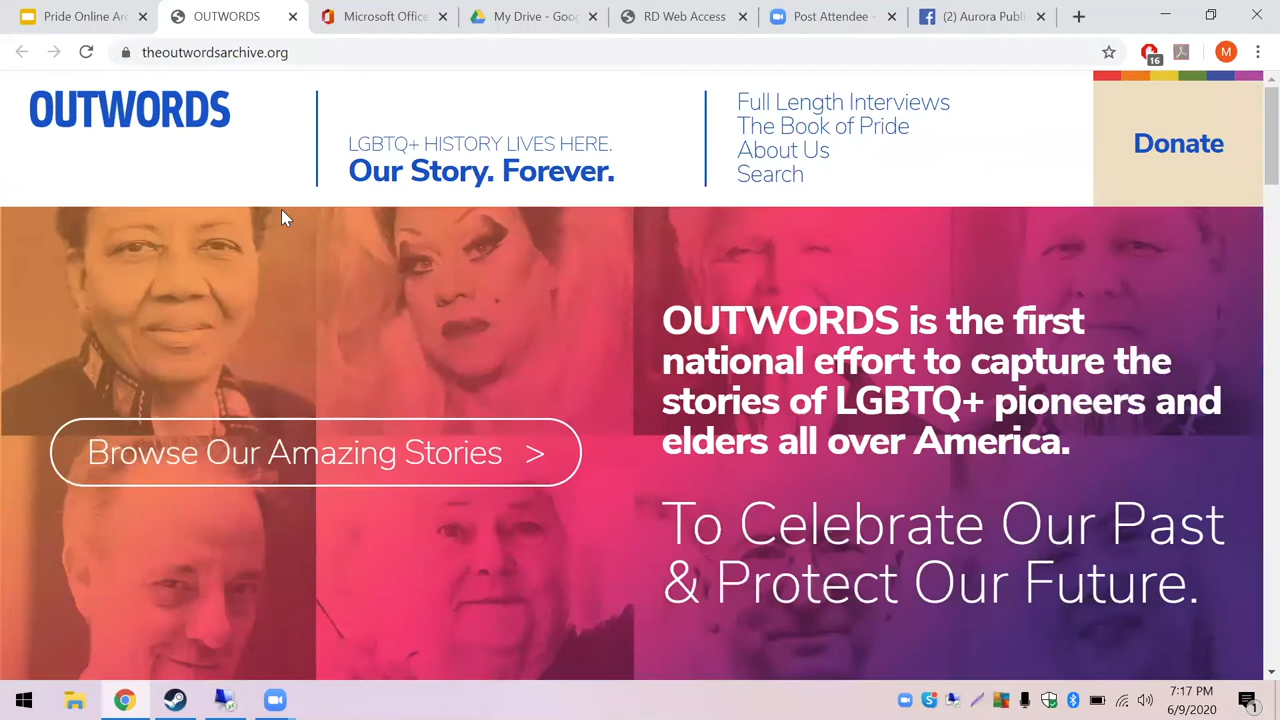 Pride Online Arc
OUTWORDS
Microsoft Office
My Drive - Goo
RD Web Access
Post Attendee -
(2) Aurora Publ
theoutwordsarchive.org
16
M
OUTWORDS
LGBTQ+ HISTORY LIVES HERE.
Our Story. Forever.
Full Length Interviews
The Book of Pride
About Us
Search
Donate
Browse Our Amazing Stories >
OUTWORDS is the first
national effort to capture the
stories of LGBTQ+ pioneers and
elders all over America.
To Celebrate Our Past
& Protect Our Future.
7:17 PM
6/9/2020
1